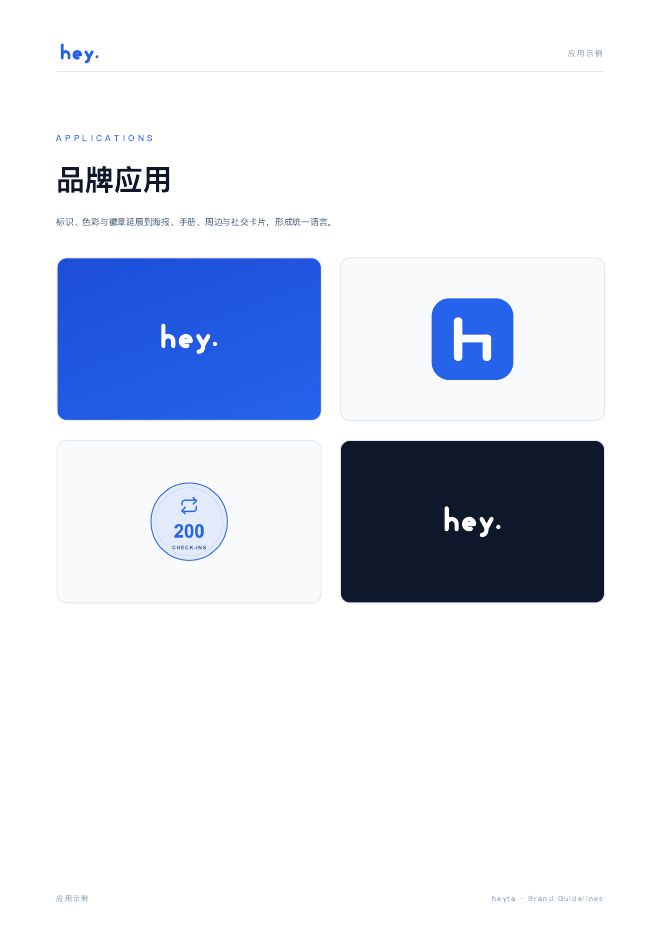 hey.
应用示例
APPLICATIONS
品牌应用
标识、色彩与徽章延展到海报、手册、周边与社交卡片，形成统一语言。
hey.
h
200
CHECK-INS
hey.
应用示例
heyta · Brand Guidelines